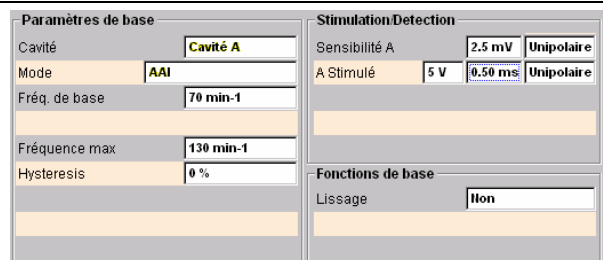 Paramètres de base
Cavité Cavité A
Mode AAI
Fréq. de base 70 min-1
Fréquence max 130 min-1
Hysteresis 0 %
Stimulation/Detection
Sensibilité A 2.5 mV Unipolaire
A Stimulé 5 V 0.50 ms Unipolaire
Fonctions de base
Lissage Non